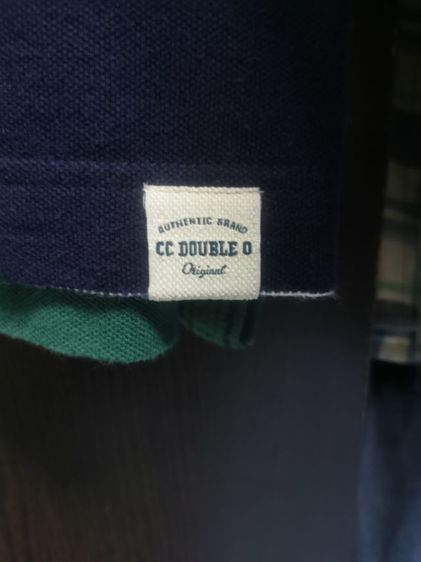 AUTHENTIC BRAND
CC DOUBLE O
Original